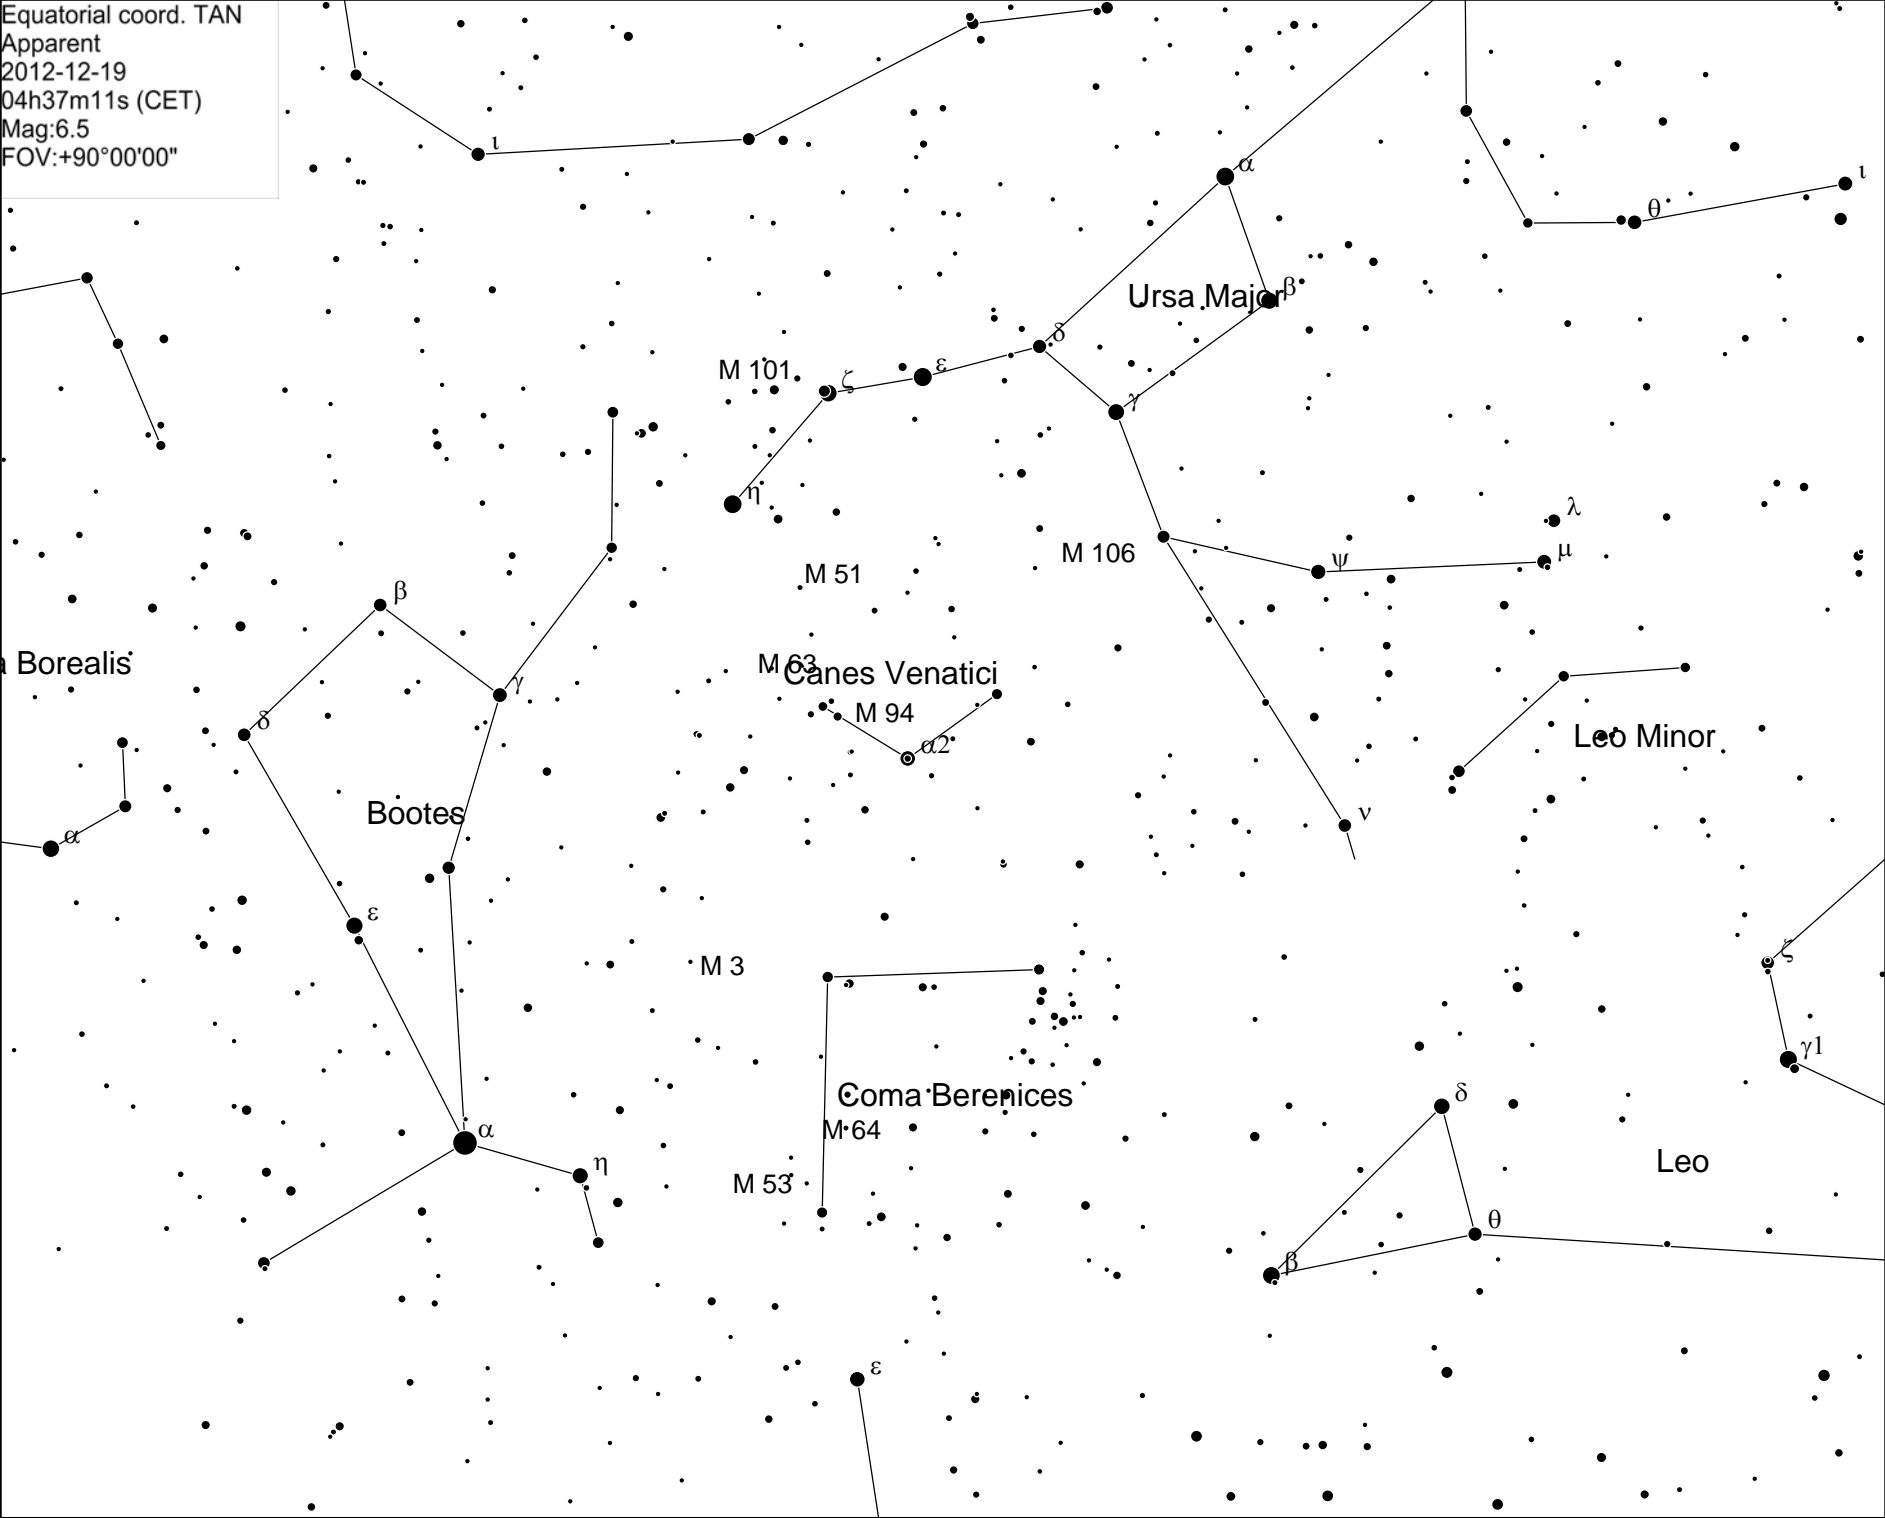 Equatorial coord. TAN
Apparent
2012-12-19
04h37m11s (CET)
Mag:6.5
FOV:+90°00'00"
ι
α
θ
ι
Ursa Major
β
δ
M 101
ζ
ε
γ
η
λ
M 106
ψ
μ
M 51
β
a Borealis
M 63
Canes Venatici
γ
δ
M 94
α2
Leo Minor
Bootes
ν
α
ε
ζ
M 3
γ1
Coma Berenices
δ
M 64
α
Leo
η
M 53
θ
β
ε